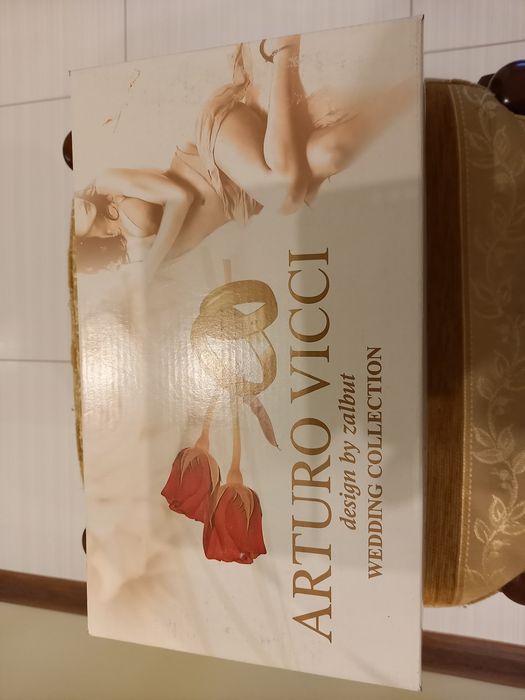 ARTURO VICCI
design by zalbut
WEDDING COLLECTION